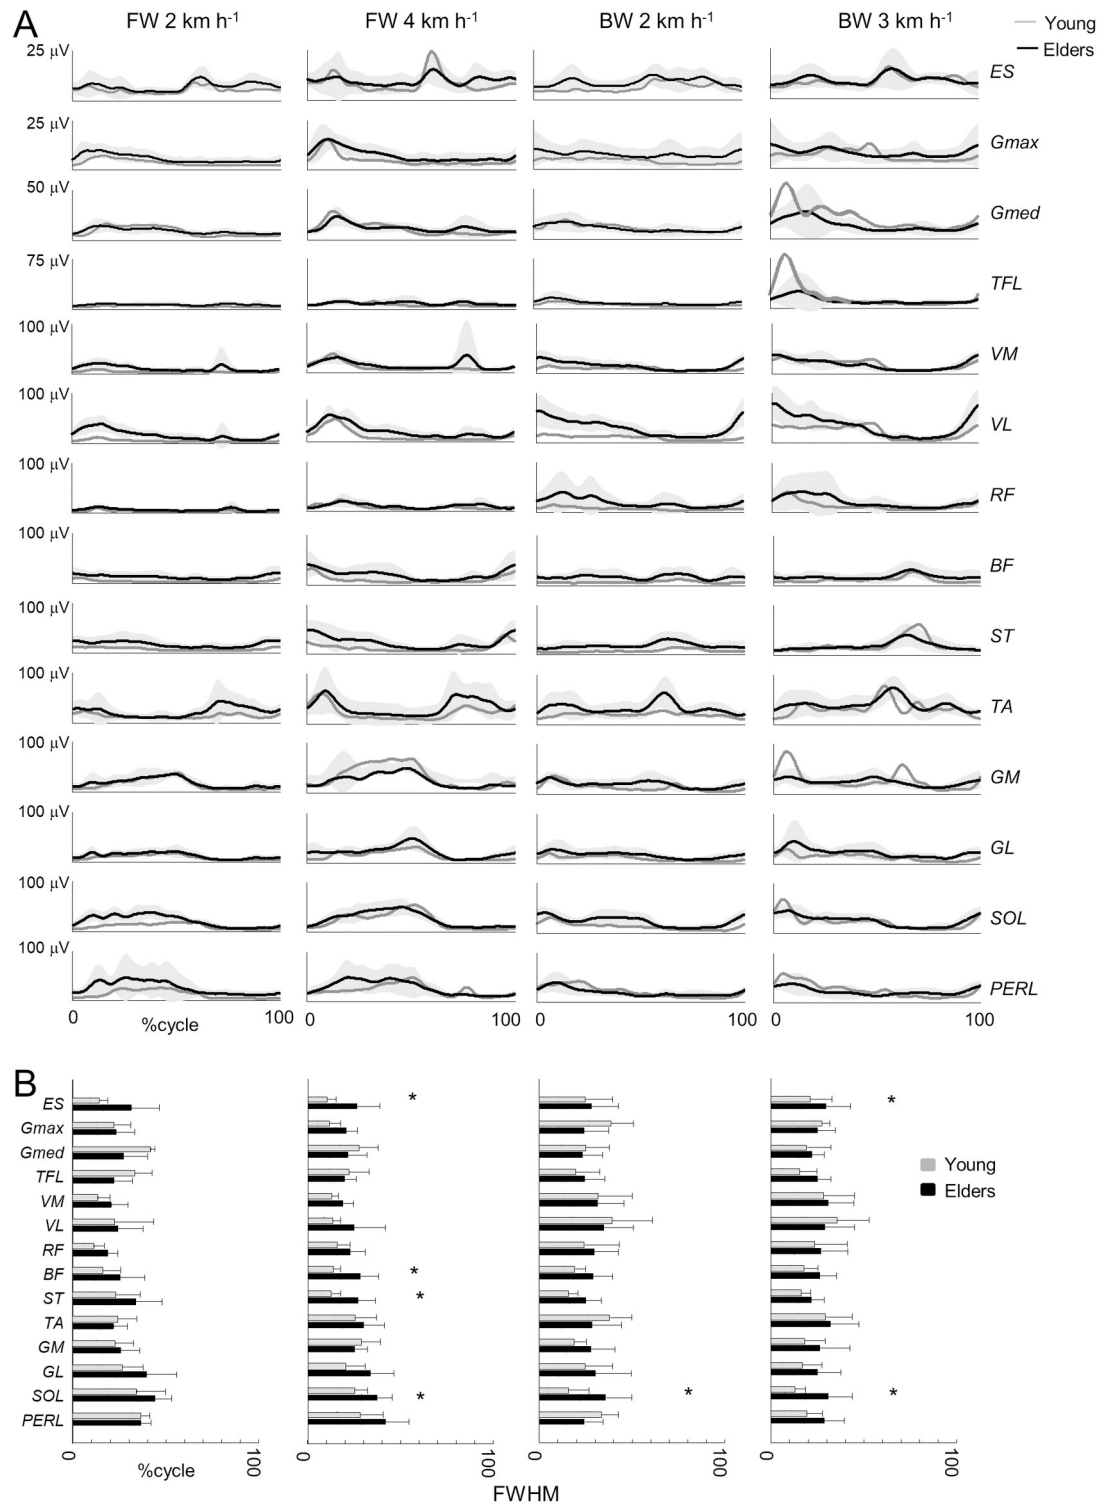 A
FW 2 km h-1
FW 4 km h-1
BW 2 km h-1
BW 3 km h-1
Young
Elders
25 μV
ES
25 μV
Gmax
50 μV
Gmed
75 μV
TFL
100 μV
VM
100 μV
VL
100 μV
RF
100 μV
BF
100 μV
ST
100 μV
TA
100 μV
GM
100 μV
GL
100 μV
SOL
100 μV
PERL
0 %cycle 100
0 100
0 100
0 100
B
ES * *
Gmax
Gmed
TFL
VM
VL
RF
BF *
ST *
TA
GM
GL
SOL * * *
PERL
Young
Elders
0 100
0 100
0 100
0 100
%cycle
FWHM